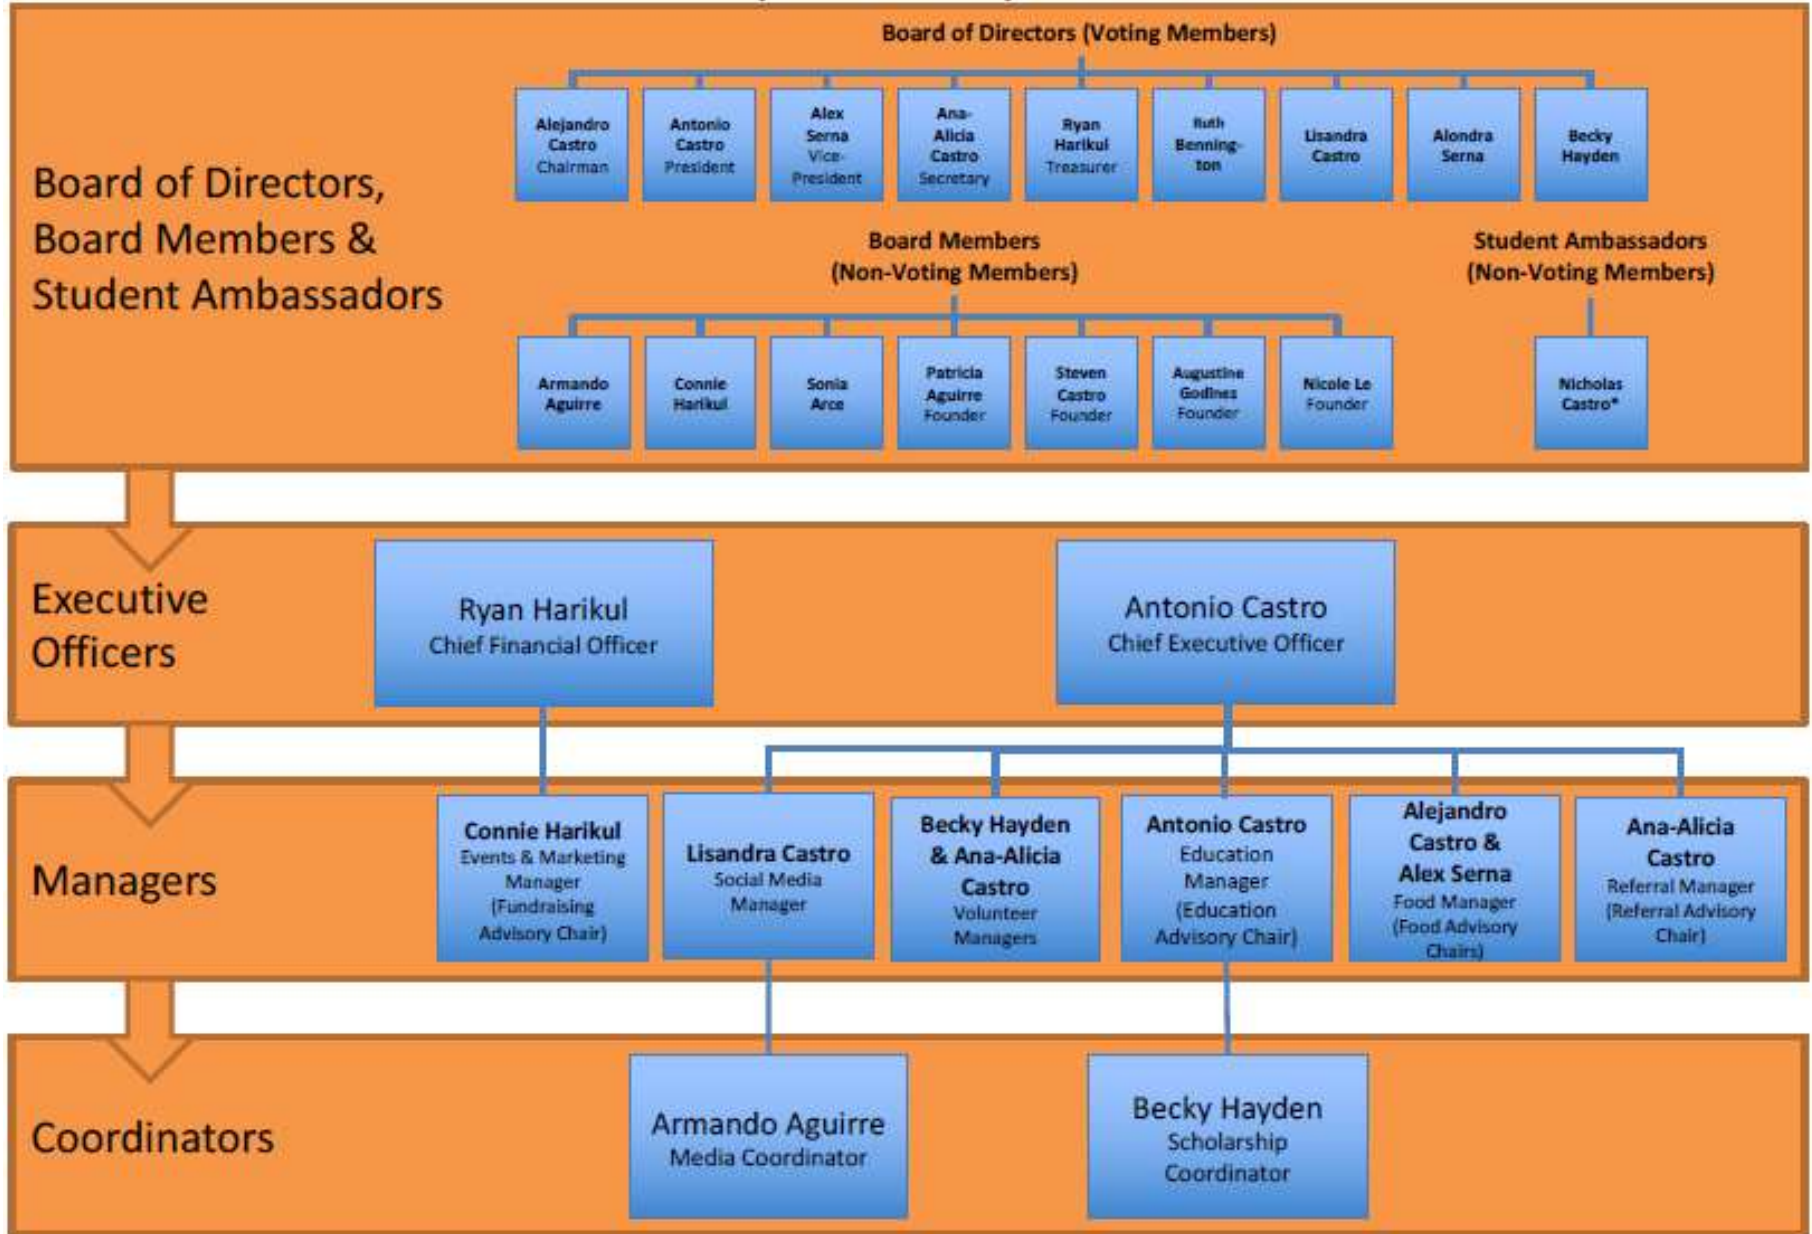 Board of Directors (Voting Members)
Alejandro
Castro
Chairman
Antonio
Castro
President
Alex
Serna
Vice-
President
Ana-
Alicia
Castro
Secretary
Ryan
Harikul
Treasurer
Ruth
Benning-
ton
Lisandra
Castro
Alondra
Serna
Becky
Hayden
Board of Directors,
Board Members &
Student Ambassadors
Board Members
(Non-Voting Members)
Student Ambassadors
(Non-Voting Members)
Armando
Aguirre
Connie
Harikul
Sonia
Arce
Patricia
Aguirre
Founder
Steven
Castro
Founder
Augustine
Godinez
Founder
Nicole Le
Founder
Nicholas
Castro*
Executive
Officers
Ryan Harikul
Chief Financial Officer
Antonio Castro
Chief Executive Officer
Managers
Connie Harikul
Events & Marketing
Manager
(Fundraising
Advisory Chair)
Lisandra Castro
Social Media
Manager
Becky Hayden
& Ana-Alicia
Castro
Volunteer
Managers
Antonio Castro
Education
Manager
(Education
Advisory Chair)
Alejandro
Castro &
Alex Serna
Food Manager
(Food Advisory
Chairs)
Ana-Alicia
Castro
Referral Manager
(Referral Advisory
Chair)
Coordinators
Armando Aguirre
Media Coordinator
Becky Hayden
Scholarship
Coordinator